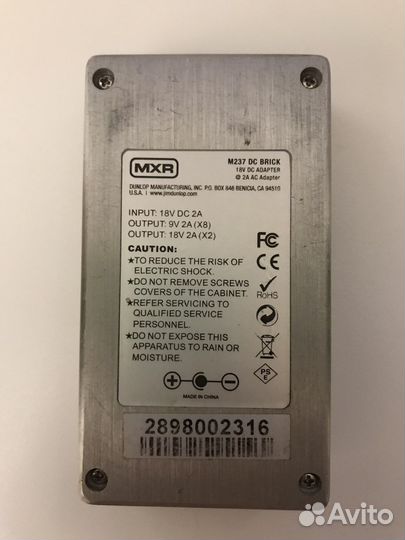 MXR
M237 DC BRICK
18V DC ADAPTER
@ 2A AC Adapter
DUNLOP MANUFACTURING, INC. P.O. BOX 846 BENICIA, CA 94510
U.S.A. | www.jimdunlop.com
INPUT: 18V DC 2A
OUTPUT: 9V 2A (X8)
OUTPUT: 18V 2A (X2)
CAUTION:
★TO REDUCE THE RISK OF
ELECTRIC SHOCK.
★DO NOT REMOVE SCREWS
COVERS OF THE CABINET.
★REFER SERVICING TO
QUALIFIED SERVICE
PERSONNEL.
★DO NOT EXPOSE THIS
APPARATUS TO RAIN OR
MOISTURE.
FC
CE
RoHS
PS
E
MADE IN CHINA
2898002316
Avito